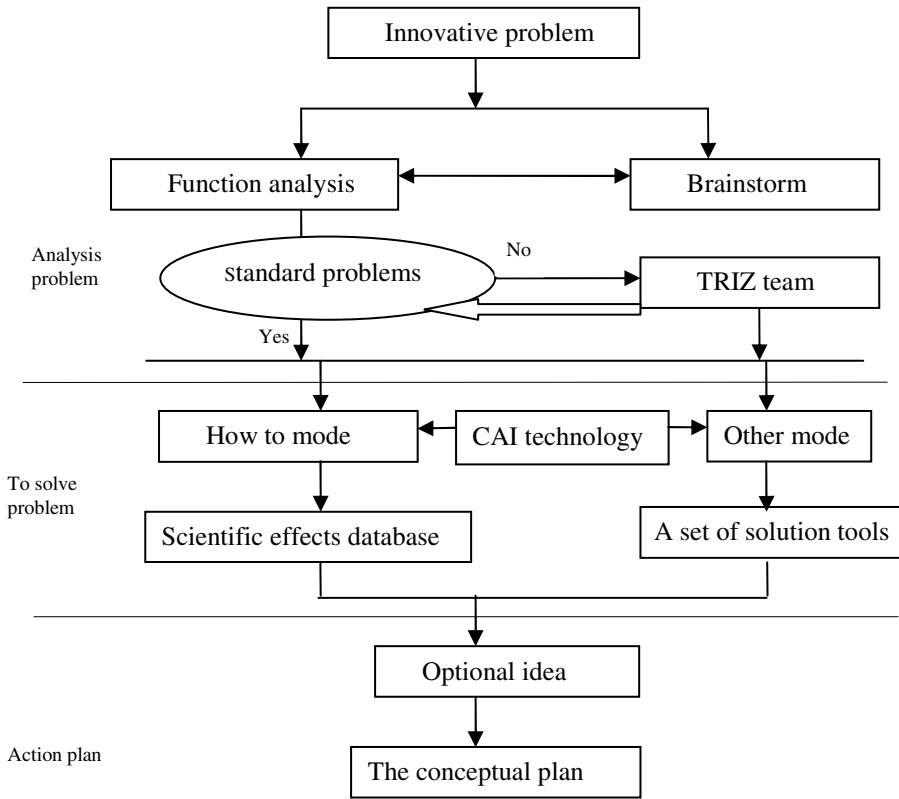 Innovative problem
Function analysis
Brainstorm
Analysis
problem
standard problems
No
TRIZ team
Yes
How to mode
CAI technology
Other mode
To solve
problem
Scientific effects database
A set of solution tools
Optional idea
Action plan
The conceptual plan